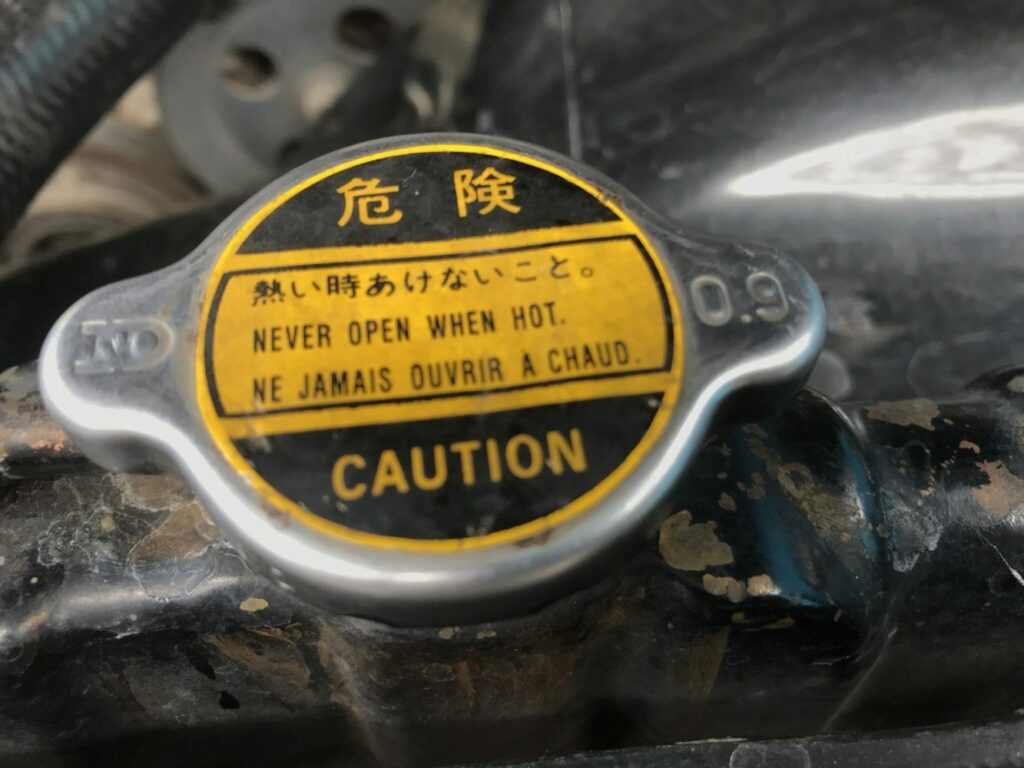 危険
熱い時あけないこと。
NEVER OPEN WHEN HOT.
NE JAMAIS OUVRIR A CHAUD.
CAUTION
ND
0.9